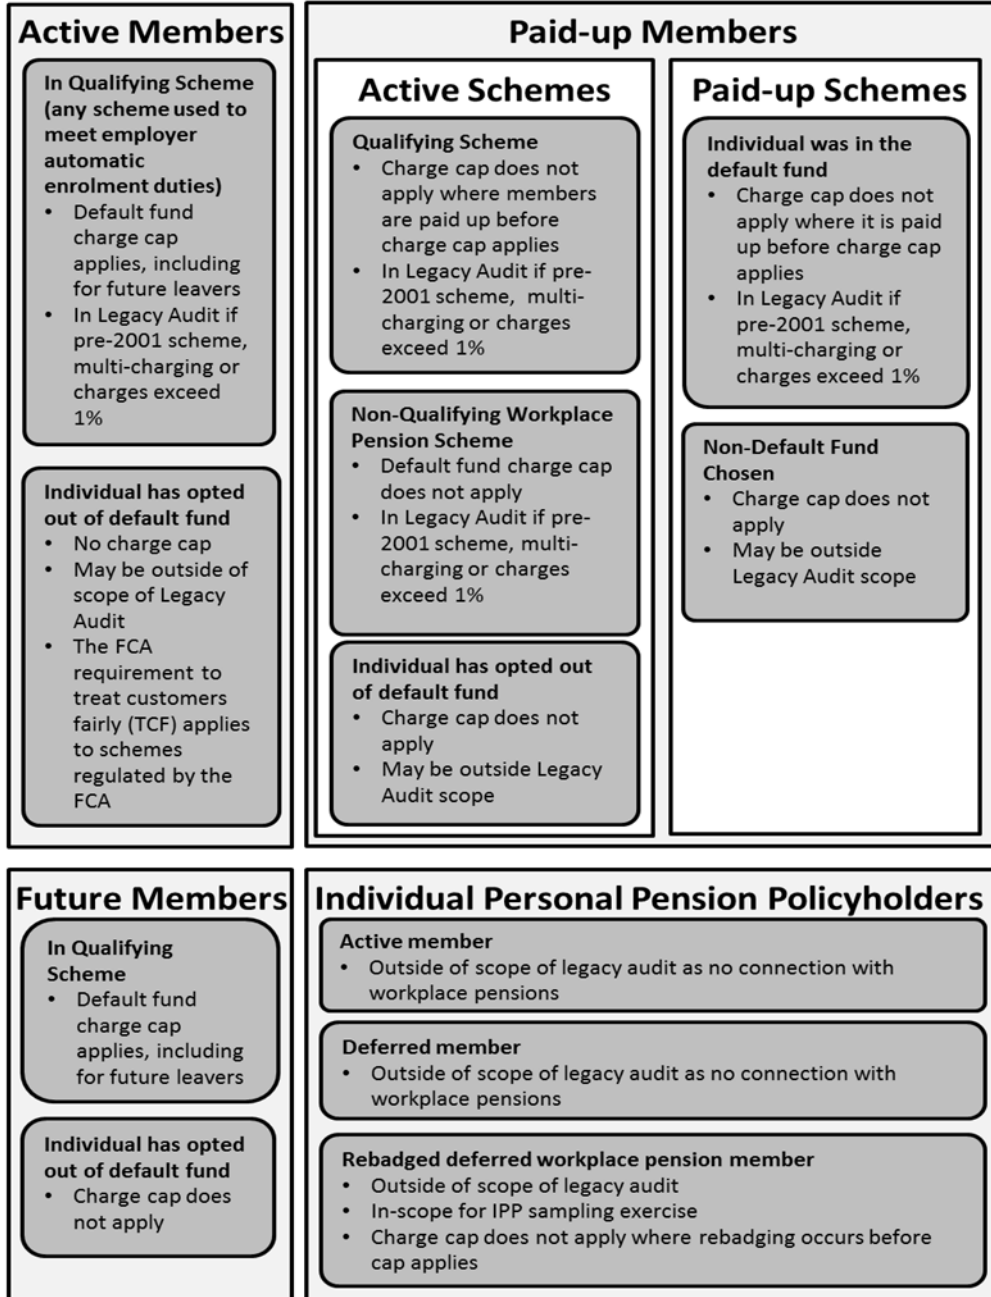 Active Members
In Qualifying Scheme
(any scheme used to
meet employer
automatic
enrolment duties)
• Default fund
charge cap
applies, including
for future leavers
• In Legacy Audit if
pre-2001 scheme,
multi-charging or
charges exceed
1%
Individual has opted
out of default fund
• No charge cap
• May be outside of
scope of Legacy
Audit
• The FCA
requirement to
treat customers
fairly (TCF) applies
to schemes
regulated by the
FCA
Paid-up Members
Active Schemes
Qualifying Scheme
• Charge cap does not
apply where members
are paid up before
charge cap applies
• In Legacy Audit if pre-
2001 scheme, multi-
charging or charges
exceed 1%
Non-Qualifying Workplace
Pension Scheme
• Default fund charge cap
does not apply
• In Legacy Audit if pre-
2001 scheme, multi-
charging or charges
exceed 1%
Individual has opted out
of default fund
• Charge cap does not
apply
• May be outside Legacy
Audit scope
Paid-up Schemes
Individual was in the
default fund
• Charge cap does not
apply where it is paid
up before charge cap
applies
• In Legacy Audit if
pre-2001 scheme,
multi-charging or
charges exceed 1%
Non-Default Fund
Chosen
• Charge cap does not
apply
• May be outside
Legacy Audit scope
Future Members
In Qualifying
Scheme
• Default fund
charge cap
applies, including
for future leavers
Individual has opted
out of default fund
• Charge cap does
not apply
Individual Personal Pension Policyholders
Active member
• Outside of scope of legacy audit as no connection with
workplace pensions
Deferred member
• Outside of scope of legacy audit as no connection with
workplace pensions
Rebadged deferred workplace pension member
• Outside of scope of legacy audit
• In-scope for IPP sampling exercise
• Charge cap does not apply where rebadging occurs before
cap applies